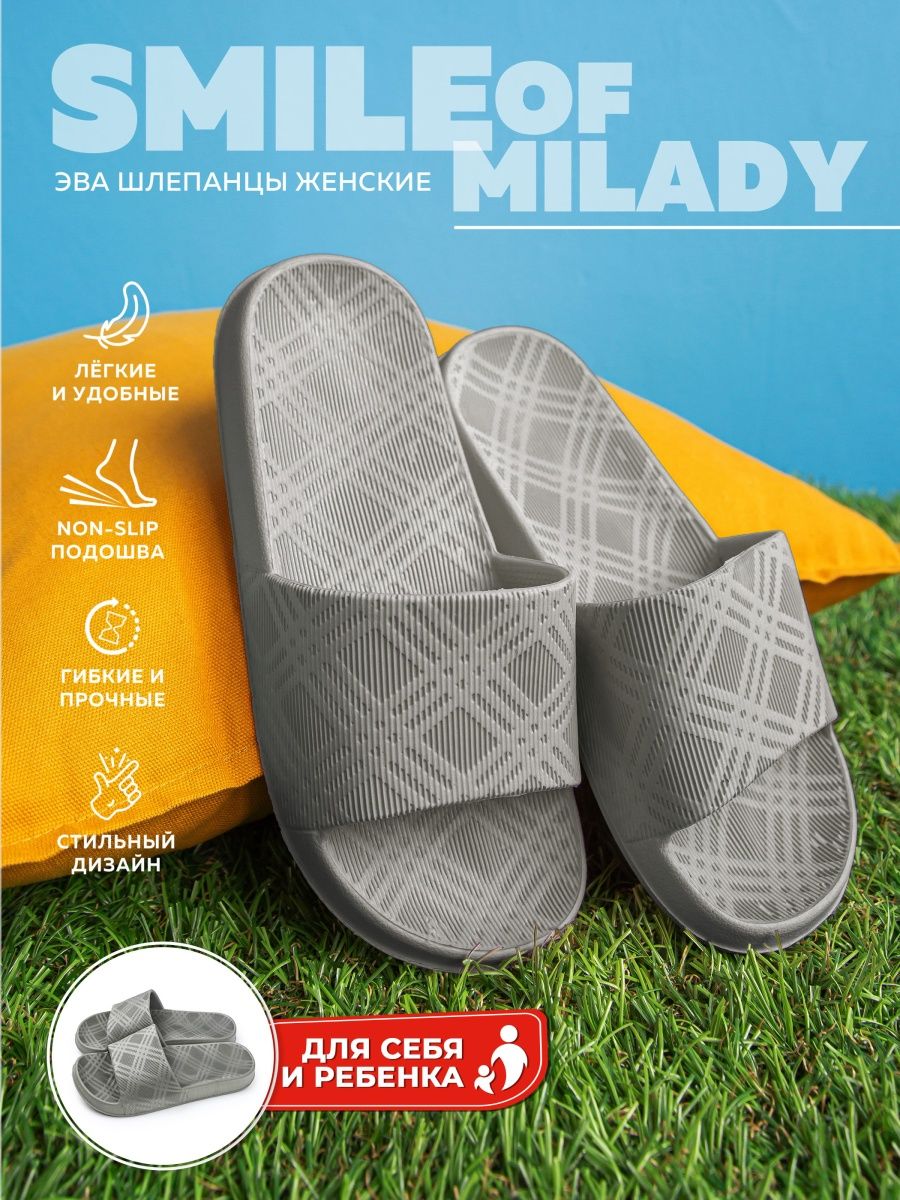 SMILE OF
MILADY
ЭВА ШЛЕПАНЦЫ ЖЕНСКИЕ
ЛЁГКИЕ
И УДОБНЫЕ
NON-SLIP
ПОДОШВА
ГИБКИЕ И
ПРОЧНЫЕ
СТИЛЬНЫЙ
ДИЗАЙН
ДЛЯ СЕБЯ
И РЕБЕНКА